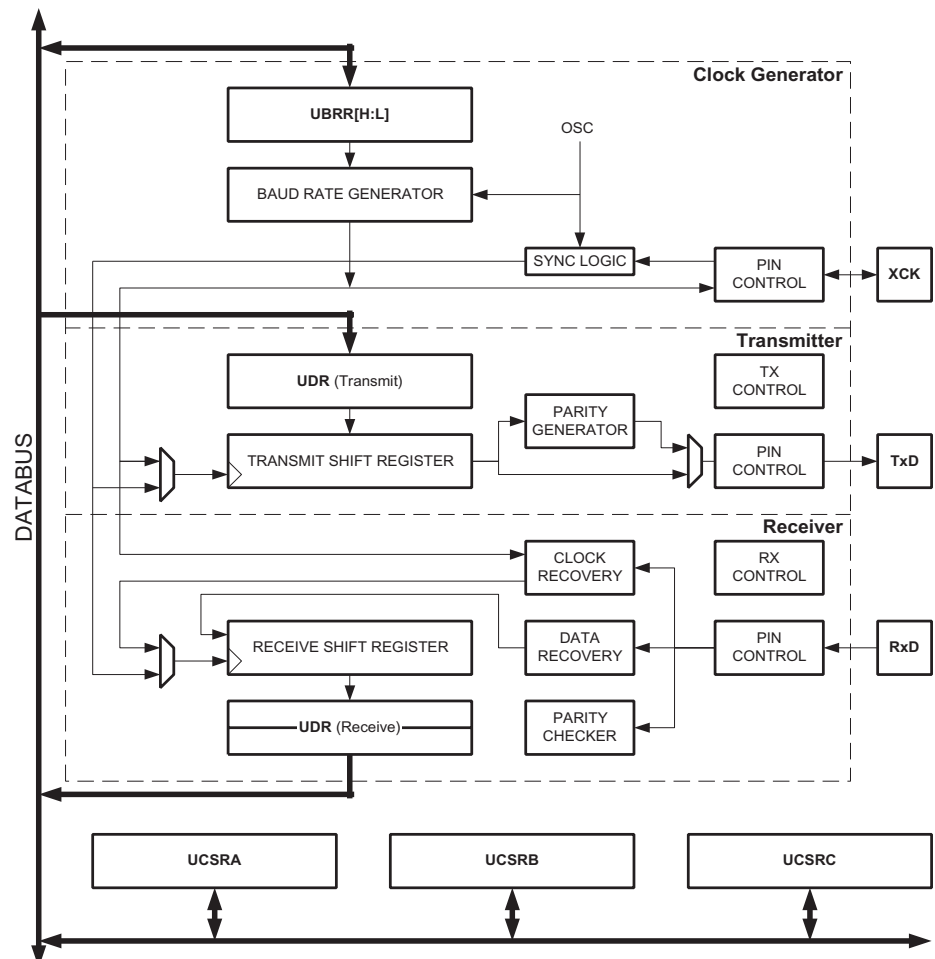 Clock Generator
UBRR[H:L]
OSC
BAUD RATE GENERATOR
SYNC LOGIC
PIN
CONTROL
XCK
Transmitter
UDR (Transmit)
TX
CONTROL
PARITY
GENERATOR
TRANSMIT SHIFT REGISTER
PIN
CONTROL
TxD
DATABUS
Receiver
CLOCK
RECOVERY
RX
CONTROL
RECEIVE SHIFT REGISTER
DATA
RECOVERY
PIN
CONTROL
RxD
UDR (Receive)
PARITY
CHECKER
UCSRA
UCSRB
UCSRC